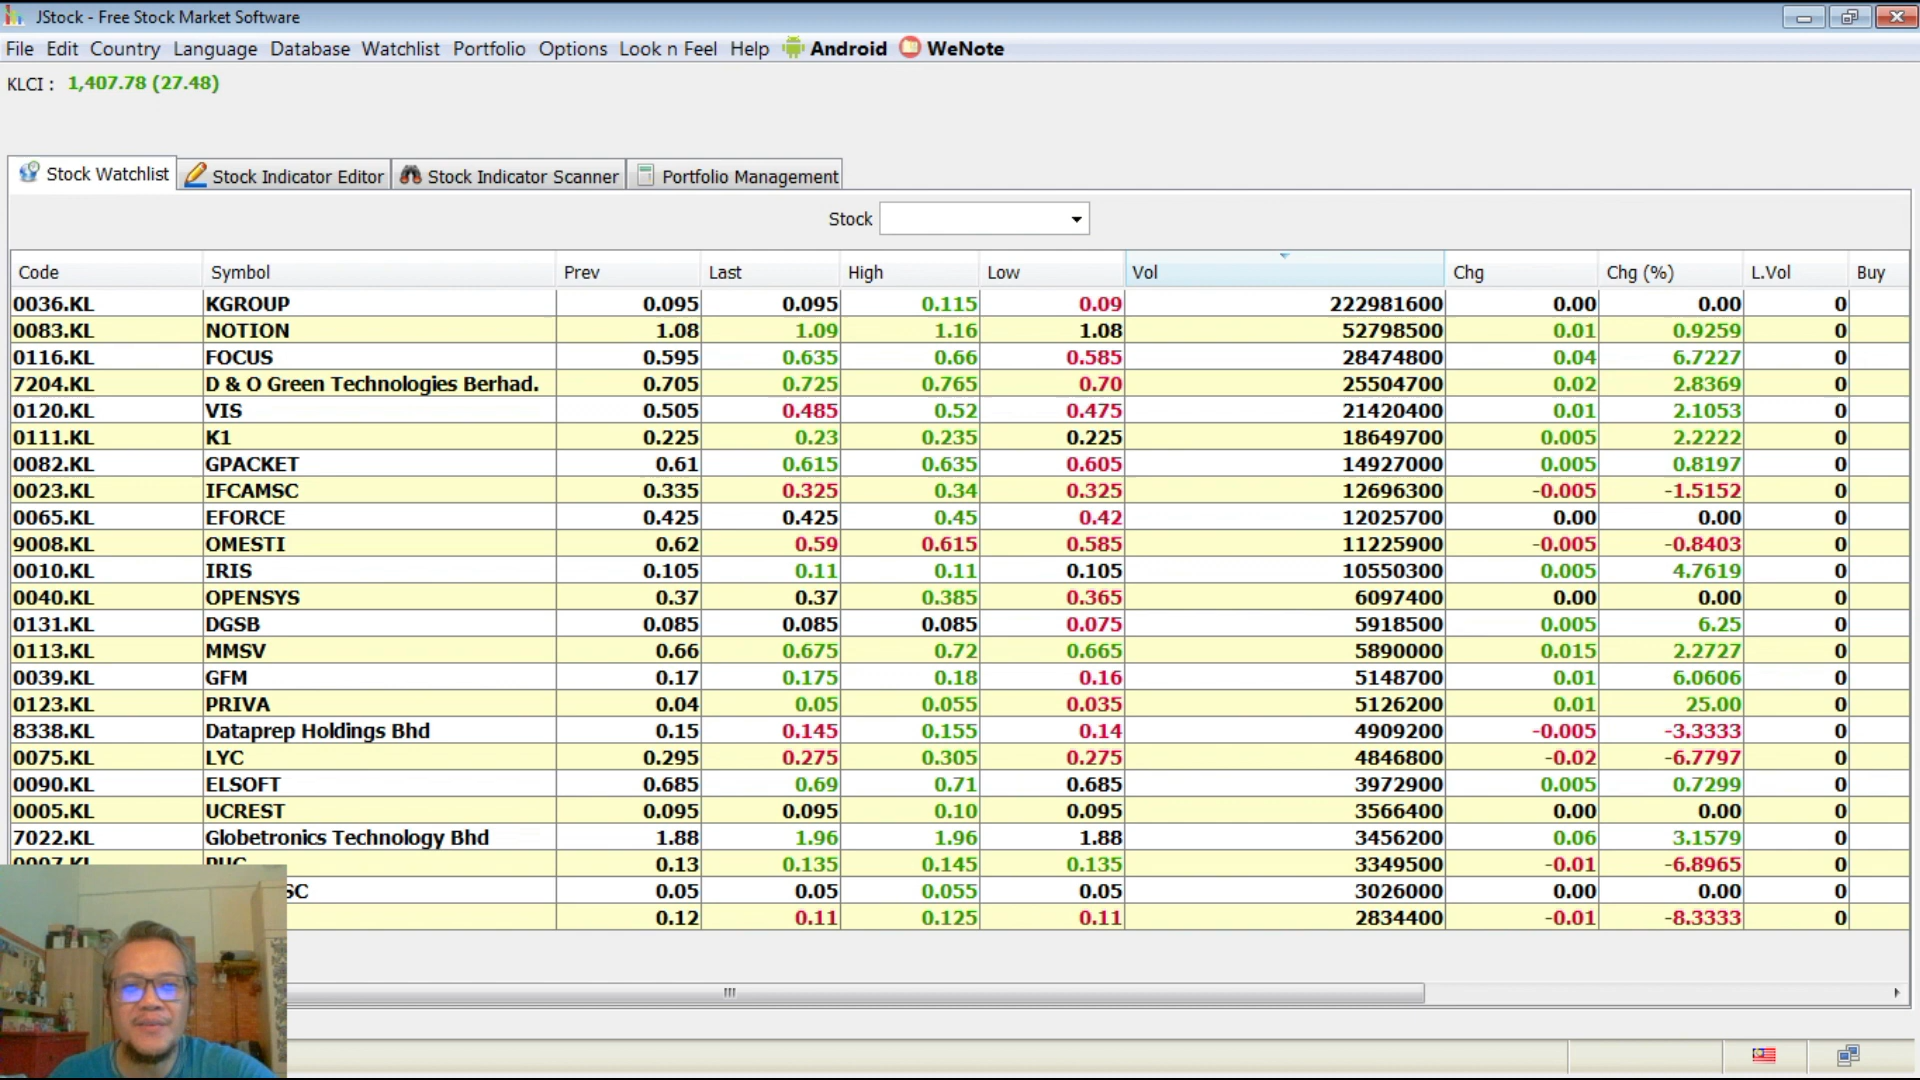 JStock - Free Stock Market Software
File Edit Country Language Database Watchlist Portfolio Options Look n Feel Help Android WeNote
KLCI : 1,407.78 (27.48)
Stock Watchlist Stock Indicator Editor Stock Indicator Scanner Portfolio Management
Stock
Code Symbol Prev Last High Low Vol Chg Chg (%) L.Vol Buy
0036.KL KGROUP 0.095 0.095 0.115 0.09 222981600 0.00 0.00 0
0083.KL NOTION 1.08 1.09 1.16 1.08 52798500 0.01 0.9259 0
0116.KL FOCUS 0.595 0.635 0.66 0.585 28474800 0.04 6.7227 0
7204.KL D & O Green Technologies Berhad. 0.705 0.725 0.765 0.70 25504700 0.02 2.8369 0
0120.KL VIS 0.505 0.485 0.52 0.475 21420400 0.01 2.1053 0
0111.KL K1 0.225 0.23 0.235 0.225 18649700 0.005 2.2222 0
0082.KL GPACKET 0.61 0.615 0.635 0.605 14927000 0.005 0.8197 0
0023.KL IFCAMSC 0.335 0.325 0.34 0.325 12696300 -0.005 -1.5152 0
0065.KL EFORCE 0.425 0.425 0.45 0.42 12025700 0.00 0.00 0
9008.KL OMESTI 0.62 0.59 0.615 0.585 11225900 -0.005 -0.8403 0
0010.KL IRIS 0.105 0.11 0.11 0.105 10550300 0.005 4.7619 0
0040.KL OPENSYS 0.37 0.37 0.385 0.365 6097400 0.00 0.00 0
0131.KL DGSB 0.085 0.085 0.085 0.075 5918500 0.005 6.25 0
0113.KL MMSV 0.66 0.675 0.72 0.665 5890000 0.015 2.2727 0
0039.KL GFM 0.17 0.175 0.18 0.16 5148700 0.01 6.0606 0
0123.KL PRIVA 0.04 0.05 0.055 0.035 5126200 0.01 25.00 0
8338.KL Dataprep Holdings Bhd 0.15 0.145 0.155 0.14 4909200 -0.005 -3.3333 0
0075.KL LYC 0.295 0.275 0.305 0.275 4846800 -0.02 -6.7797 0
0090.KL ELSOFT 0.685 0.69 0.71 0.685 3972900 0.005 0.7299 0
0005.KL UCREST 0.095 0.095 0.10 0.095 3566400 0.00 0.00 0
7022.KL Globetronics Technology Bhd 1.88 1.96 1.96 1.88 3456200 0.06 3.1579 0
0.13 0.135 0.145 0.135 3349500 -0.01 -6.8965 0
SC 0.05 0.05 0.055 0.05 3026000 0.00 0.00 0
0.12 0.11 0.125 0.11 2834400 -0.01 -8.3333 0